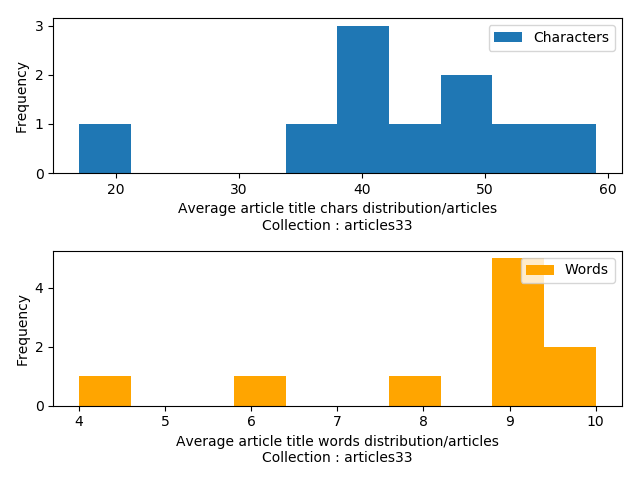 3
2
1
0
Frequency
Characters
20 30 40 50 60
Average article title chars distribution/articles
Collection : articles33
4
2
0
Frequency
Words
4 5 6 7 8 9 10
Average article title words distribution/articles
Collection : articles33